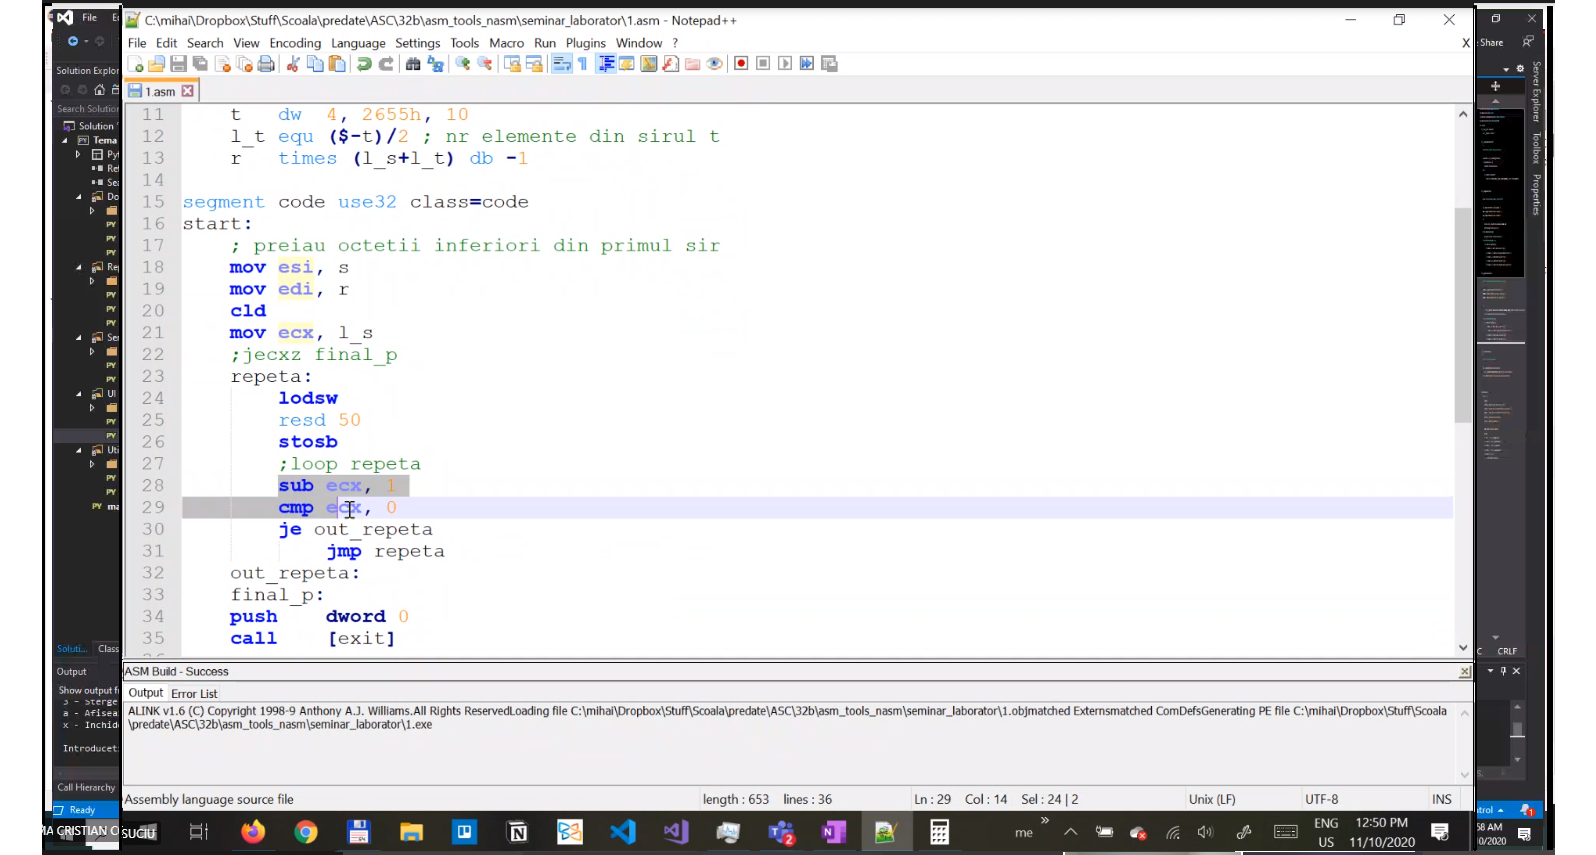 C:\mihai\Dropbox\Stuff\Scoala\predate\ASC\32b\asm_tools_nasm\seminar_laborator\1.asm - Notepad++
File Edit Search View Encoding Language Settings Tools Macro Run Plugins Window ? X
1.asm
11 t dw 4, 2655h, 10
12 l_t equ ($-t)/2 ; nr elemente din sirul t
13 r times (l_s+l_t) db -1
14
15 segment code use32 class=code
16 start:
17 ; preiau octetii inferiori din primul sir
18 mov esi, s
19 mov edi, r
20 cld
21 mov ecx, l_s
22 ;jecxz final_p
23 repeta:
24 lodsw
25 resd 50
26 stosb
27 ;loop repeta
28 sub ecx, 1
29 cmp ecx, 0
30 je out_repeta
31 jmp repeta
32 out_repeta:
33 final_p:
34 push dword 0
35 call [exit]
ASM Build - Success
Output Error List
ALINK v1.6 (C) Copyright 1998-9 Anthony A.J. Williams.All Rights ReservedLoading file C:\mihai\Dropbox\Stuff\Scoala\predate\ASC\32b\asm_tools_nasm\seminar_laborator\1.objmatched Externsmatched ComDefsGenerating PE file C:\mihai\Dropbox\Stuff\Scoala
\predate\ASC\32b\asm_tools_nasm\seminar_laborator\1.exe
Assembly language source file length : 653 lines : 36 Ln : 29 Col : 14 Sel : 24 | 2 Unix (LF) UTF-8 INS
File
Solution Explor
Search Solutio
Solution
Tema
Output
Show output f
Introducet
Call Hierarchy
Ready
Share
Server Explorer
Toolbox
Properties
CRLF
CRISTIAN
SUCIU
me
ENG
US
12:50 PM
11/10/2020